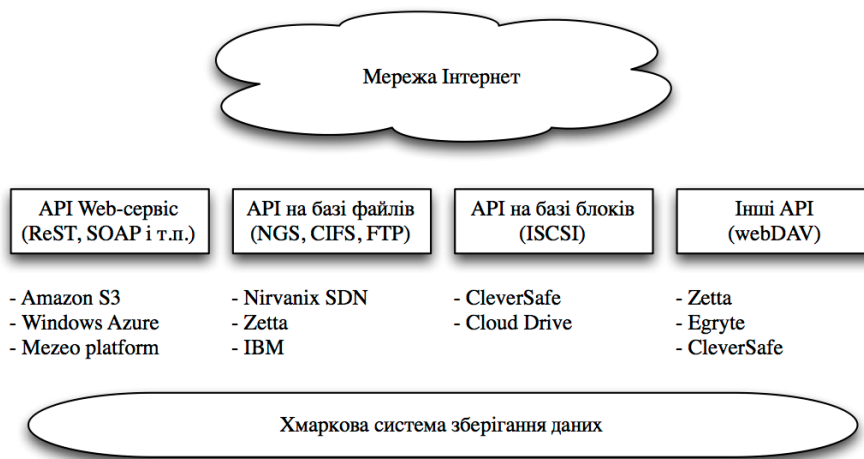 Мережа Інтернет
API Web-сервіс
(ReST, SOAP і т.п.)
API на базі файлів
(NGS, CIFS, FTP)
API на базі блоків
(ISCSI)
Інші API
(webDAV)
- Amazon S3
- Windows Azure
- Mezeo platform
- Nirvanix SDN
- Zetta
- IBM
- CleverSafe
- Cloud Drive
- Zetta
- Egryte
- CleverSafe
Хмаркова система зберігання даних